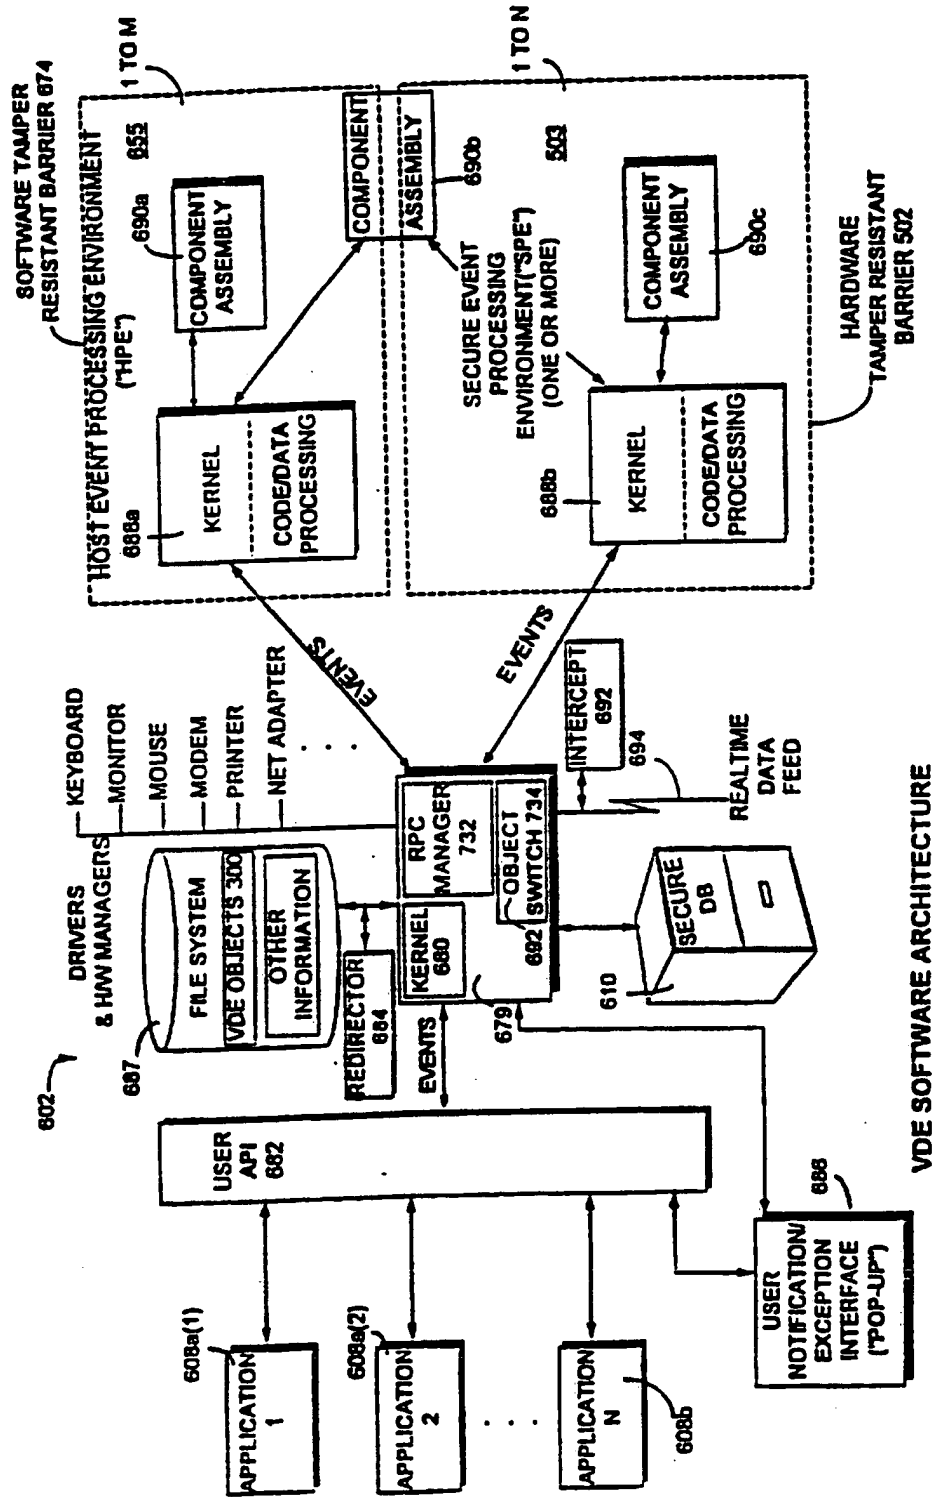 602
DRIVERS
& H/W MANAGERS
KEYBOARD
MONITOR
MOUSE
MODEM
PRINTER
NET ADAPTER
. . . .
687
FILE SYSTEM
VDE OBJECTS 300
OTHER
INFORMATION
REDIRECTOR
684
EVENTS
KERNEL
680
RPC
MANAGER
732
692
OBJECT
SWITCH 734
679
610
SECURE
DB
INTERCEPT
692
694
REALTIME
DATA
FEED
USER
API
682
608a(1)
APPLICATION
1
608a(2)
APPLICATION
2
. . . .
APPLICATION
N
608b
USER
NOTIFICATION/
EXCEPTION
INTERFACE
("POP-UP")
686
EVENTS
EVENTS
SOFTWARE TAMPER
RESISTANT BARRIER 674
HOST EVENT PROCESSING ENVIRONMENT
("HPE")
655
1 TO M
688a
KERNEL
CODE/DATA
PROCESSING
690a
COMPONENT
ASSEMBLY
COMPONENT
ASSEMBLY
690b
1 TO N
503
SECURE EVENT
PROCESSING
ENVIRONMENT("SPE")
(ONE OR MORE)
688b
KERNEL
CODE/DATA
PROCESSING
COMPONENT
ASSEMBLY
690c
HARDWARE
TAMPER RESISTANT
BARRIER 502
VDE SOFTWARE ARCHITECTURE